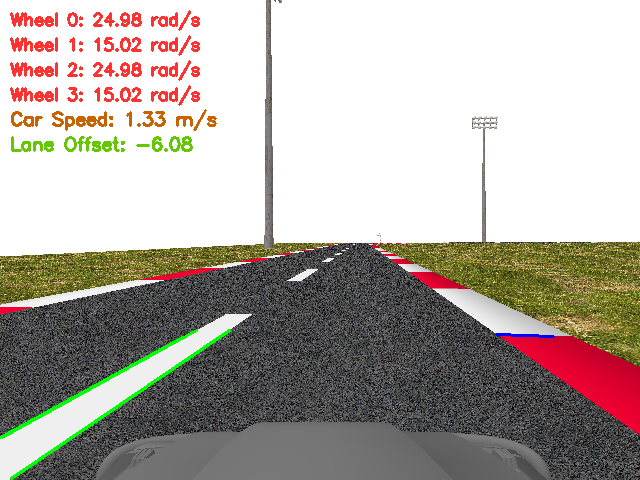 Wheel 0: 24.98 rad/s
Wheel 1: 15.02 rad/s
Wheel 2: 24.98 rad/s
Wheel 3: 15.02 rad/s
Car Speed: 1.33 m/s
Lane Offset: -6.08